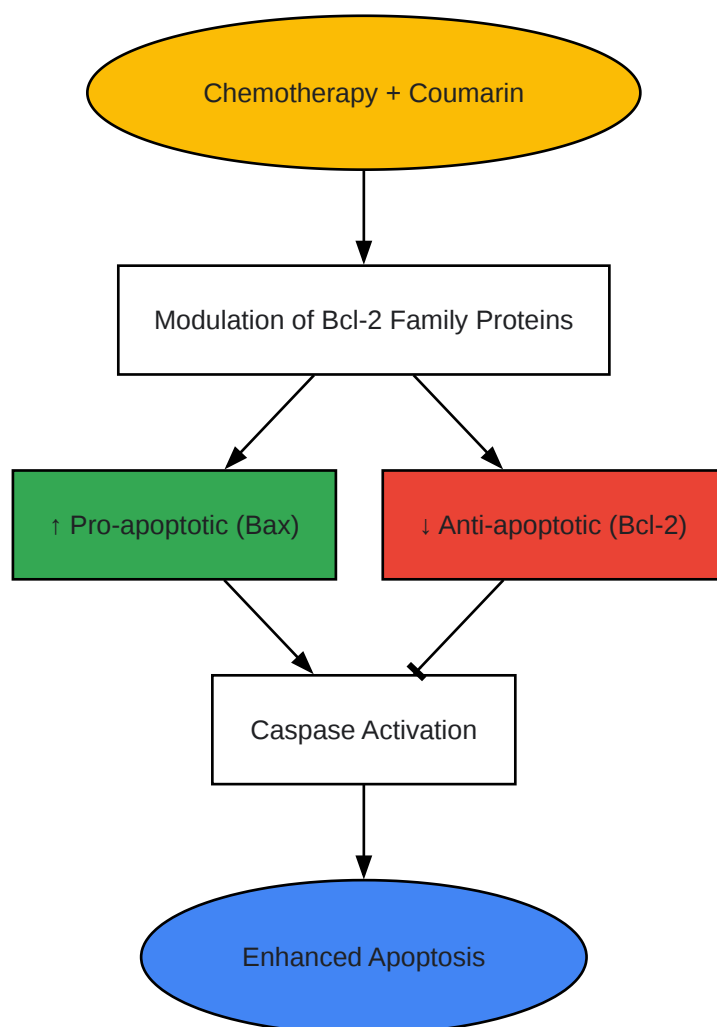 Chemotherapy + Coumarin
Modulation of Bcl-2 Family Proteins
↑ Pro-apoptotic (Bax)
↓ Anti-apoptotic (Bcl-2)
Caspase Activation
Enhanced Apoptosis